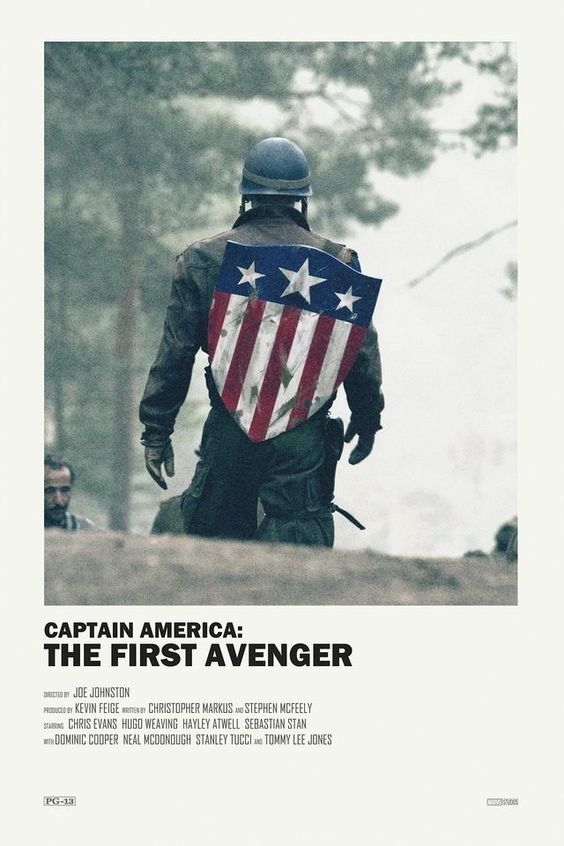 CAPTAIN AMERICA:
THE FIRST AVENGER
DIRECTED BY JOE JOHNSTON
PRODUCED BY KEVIN FEIGE WRITTEN BY CHRISTOPHER MARKUS AND STEPHEN MCFEELY
STARRING CHRIS EVANS HUGO WEAVING HAYLEY ATWELL SEBASTIAN STAN
WITH DOMINIC COOPER NEAL MCDONOUGH STANLEY TUCCI AND TOMMY LEE JONES
PG-13 MARVEL STUDIOS